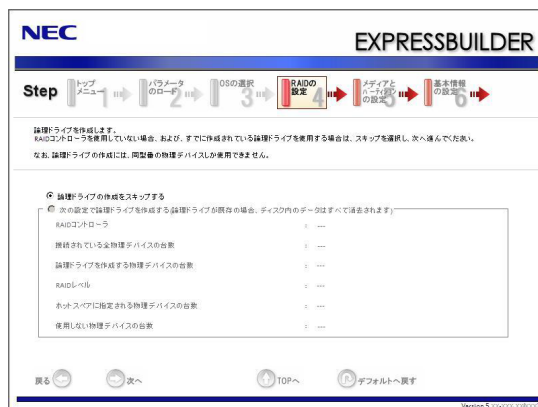 NEC
EXPRESSBUILDER
Step
トップメニュー 1
パラメータのロード 2
OSの選択 3
RAIDの設定 4
メディアとパーティションの設定 5
基本情報の設定 6
論理ドライブを作成します。
RAIDコントローラを使用していない場合、および、すでに作成されている論理ドライブを使用する場合は、スキップを選択し、次へ進んでください。
なお、論理ドライブの作成には、同型番の物理デバイスしか使用できません。
論理ドライブの作成をスキップする
次の設定で論理ドライブを作成する(論理ドライブが既存の場合、ディスク内のデータはすべて消去されます)
RAIDコントローラ : ---
接続されている全物理デバイスの台数 : ---
論理ドライブを作成する物理デバイスの台数 : ---
RAIDレベル : ---
ホットスペアに指定される物理デバイスの台数 : ---
使用しない物理デバイスの台数 : ---
戻る 次へ TOPへ デフォルトへ戻す
Version 5